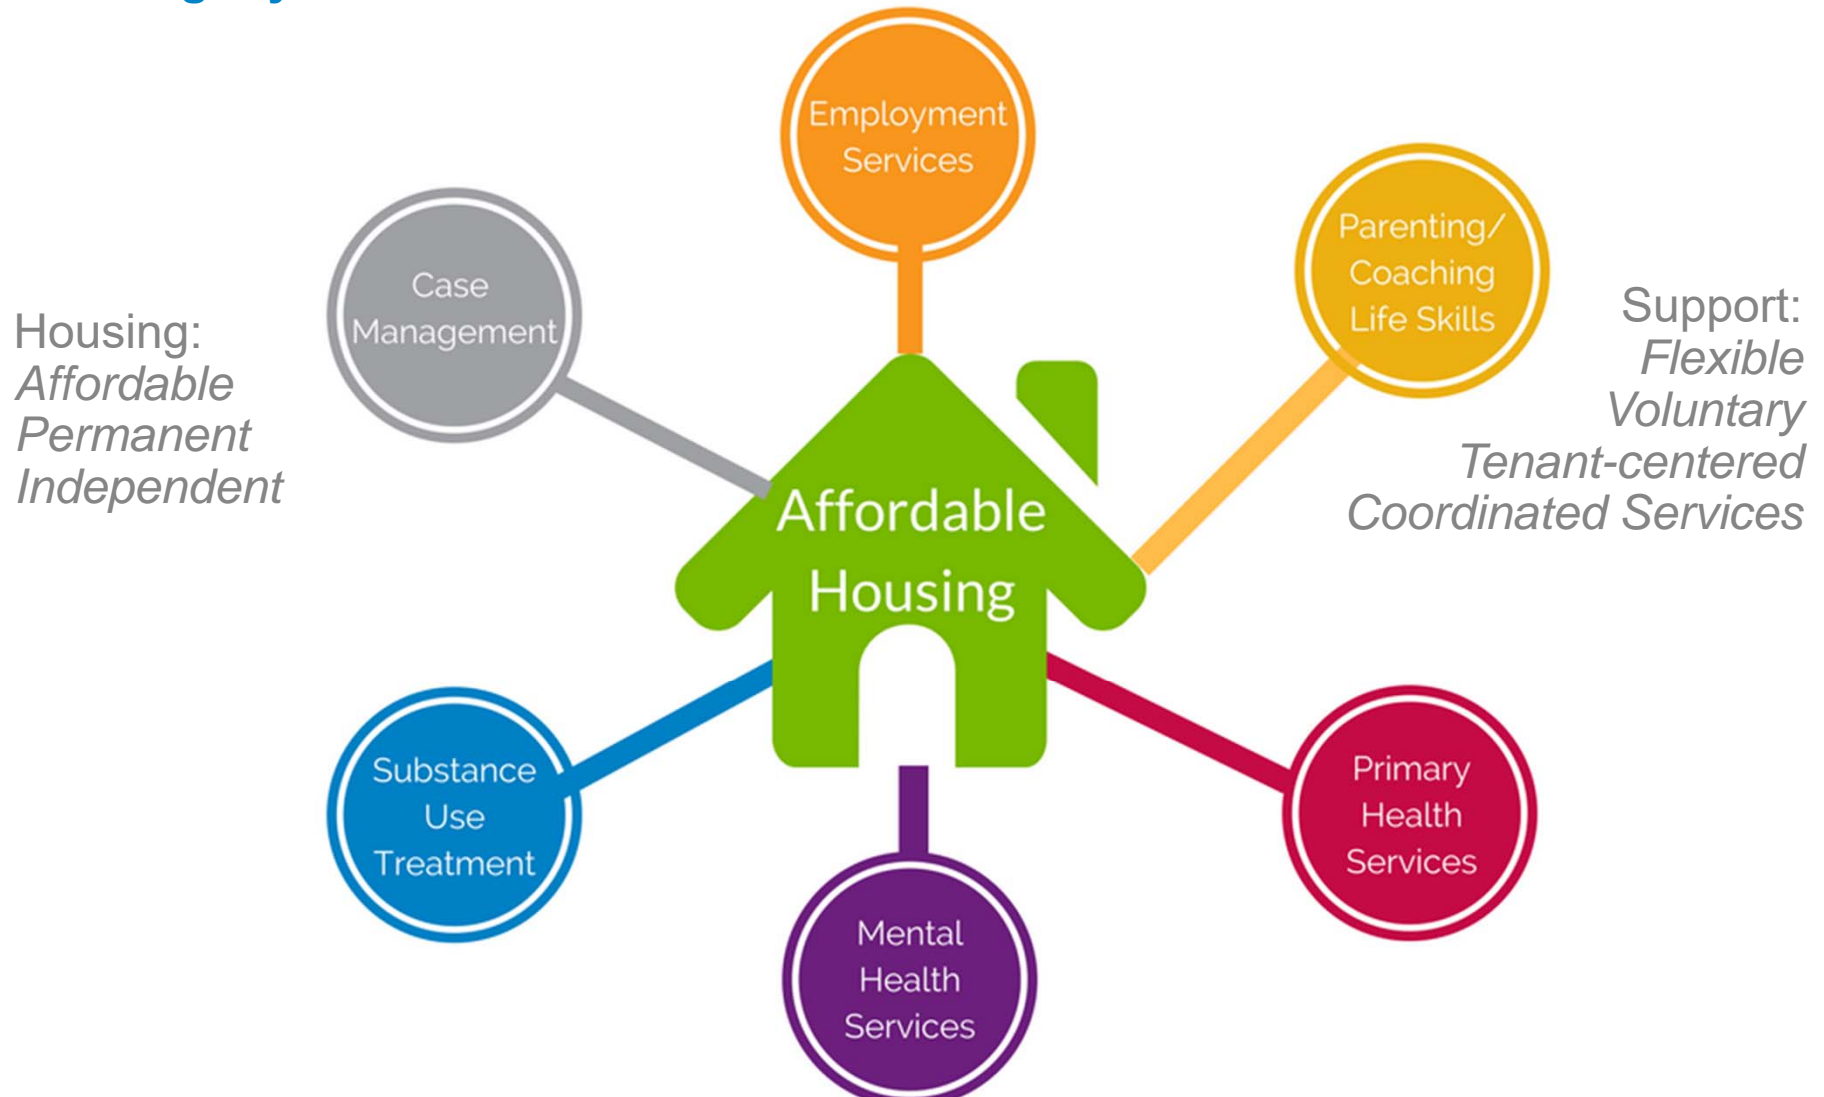 Employment
Services
Case
Management
Parenting/
Coaching
Life Skills
Housing:
Affordable
Permanent
Independent
Support:
Flexible
Voluntary
Tenant-centered
Coordinated Services
Affordable
Housing
Substance
Use
Treatment
Primary
Health
Services
Mental
Health
Services